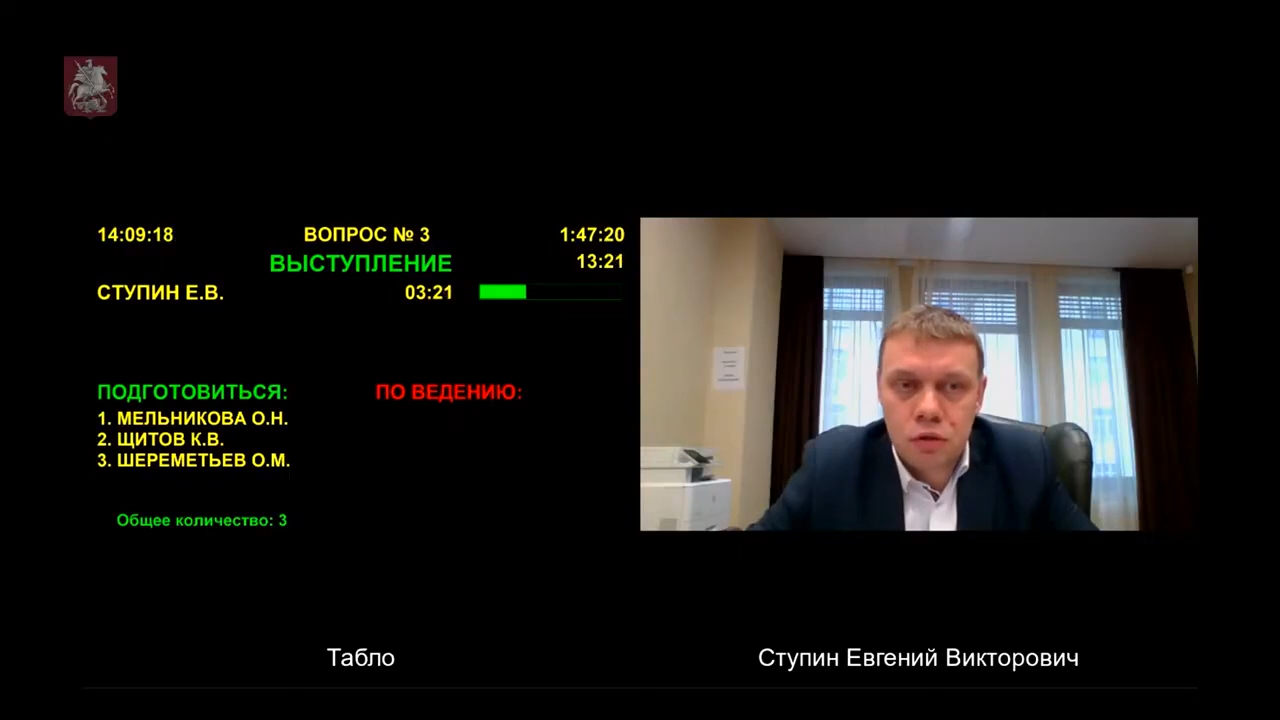 14:09:18 ВОПРОС № 3 1:47:20
ВЫСТУПЛЕНИЕ 13:21
СТУПИН Е.В. 03:21
ПОДГОТОВИТЬСЯ: ПО ВЕДЕНИЮ:
1. МЕЛЬНИКОВА О.Н.
2. ЩИТОВ К.В.
3. ШЕРЕМЕТЬЕВ О.М.
Общее количество: 3
Табло Ступин Евгений Викторович